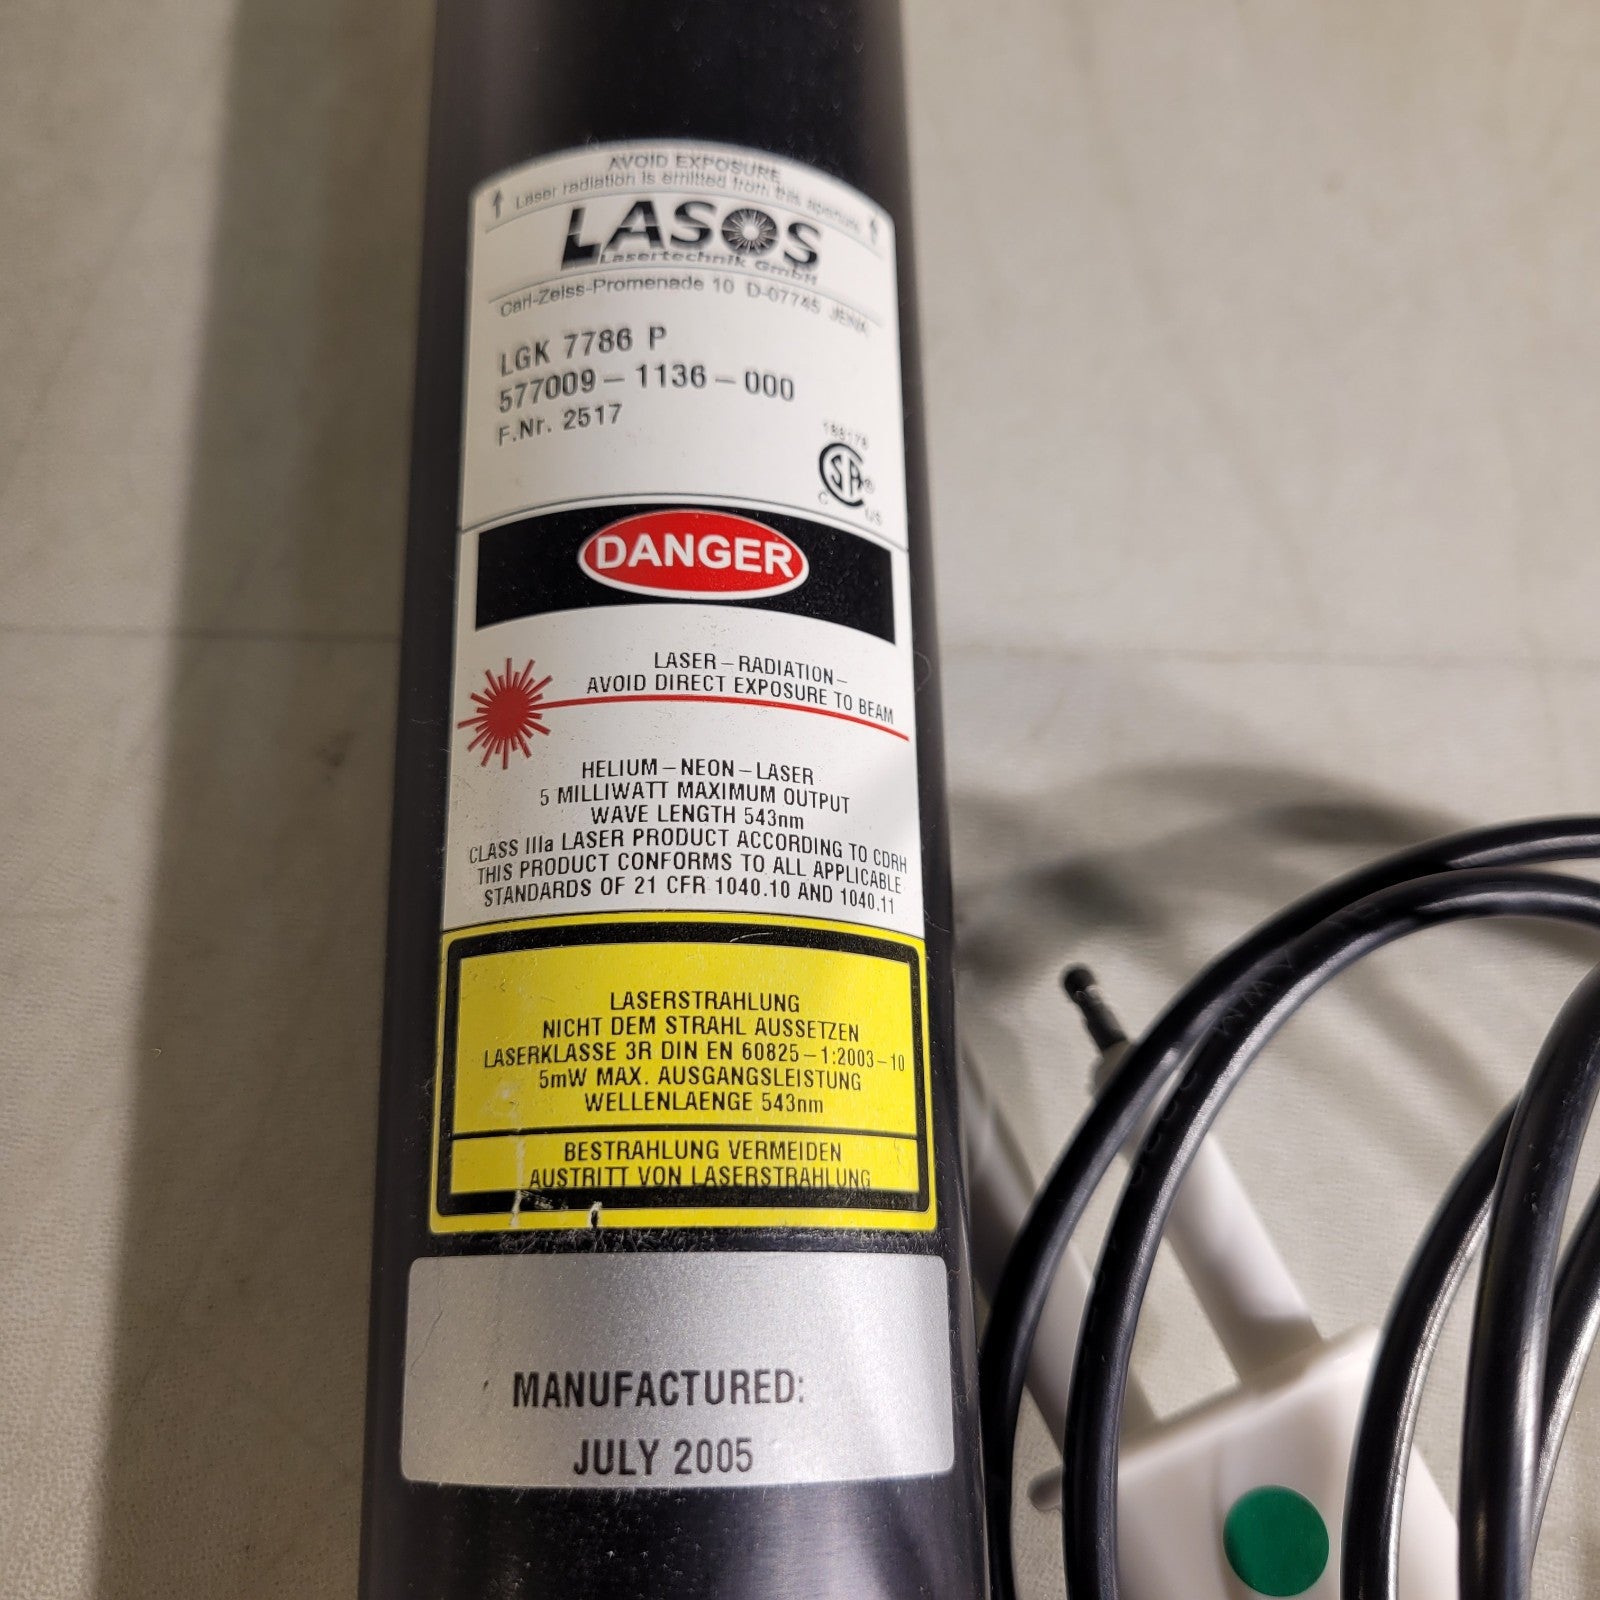 AVOID EXPOSURE
Laser radiation is emitted from this aperture
LASOS
Lasertechnik GmbH
Carl-Zeiss-Promenade 10 D-07745 JENA
LGK 7786 P
577009-1136-000
F.Nr. 2517
CSA®
C US
DANGER
LASER-RADIATION-
AVOID DIRECT EXPOSURE TO BEAM
HELIUM-NEON-LASER
5 MILLIWATT MAXIMUM OUTPUT
WAVE LENGTH 543nm
CLASS IIIa LASER PRODUCT ACCORDING TO CDRH
THIS PRODUCT CONFORMS TO ALL APPLICABLE
STANDARDS OF 21 CFR 1040.10 AND 1040.11
LASERSTRAHLUNG
NICHT DEM STRAHL AUSSETZEN
LASERKLASSE 3R DIN EN 60825-1:2003-10
5mW MAX. AUSGANGSLEISTUNG
WELLENLAENGE 543nm
BESTRAHLUNG VERMEIDEN
AUSTRITT VON LASERSTRAHLUNG
MANUFACTURED:
JULY 2005